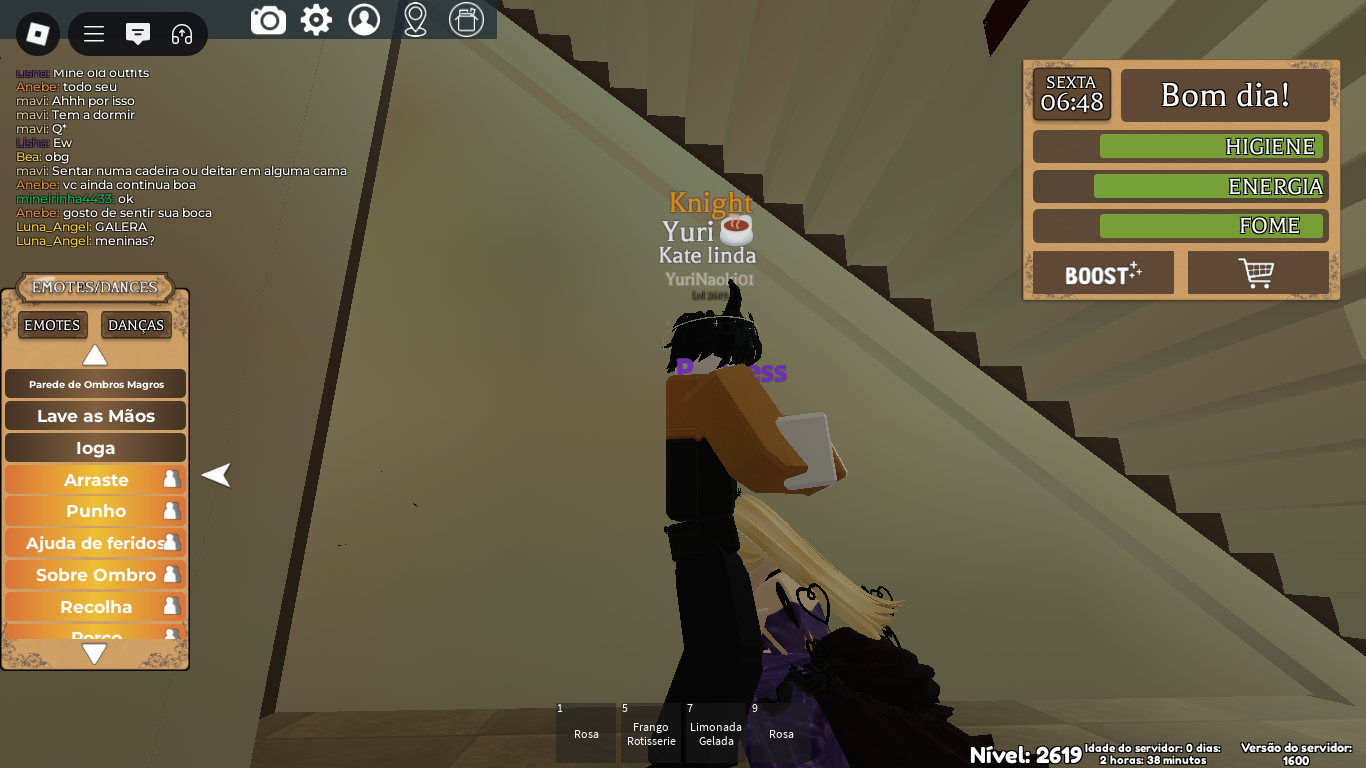 Lisha: Mine old outfits
Anebe: todo seu
mavi: Ahhh por isso
mavi: Tem a dormir
mavi: Q*
Lisha: Ew
Bea: obg
mavi: Sentar numa cadeira ou deitar em alguma cama
Anebe: vc ainda continua boa
mineirinha4433: ok
Anebe: gosto de sentir sua boca
Luna_Angel: GALERA
Luna_Angel: meninas?
EMOTES/DANCES
EMOTES
DANÇAS
Parede de Ombros Magros
Lave as Mãos
Ioga
Arraste
Punho
Ajuda de feridos
Sobre Ombro
Recolha
Porco
Knight
Yuri
Kate linda
YuriNaoki01
SEXTA
06:48
Bom dia!
HIGIENE
ENERGIA
FOME
BOOST
1
Rosa
5
Frango
Rotisserie
7
Limonada
Gelada
9
Rosa
Nível: 2619
Idade do servidor: 0 dias:
2 horas: 38 minutos
Versão do servidor:
1600